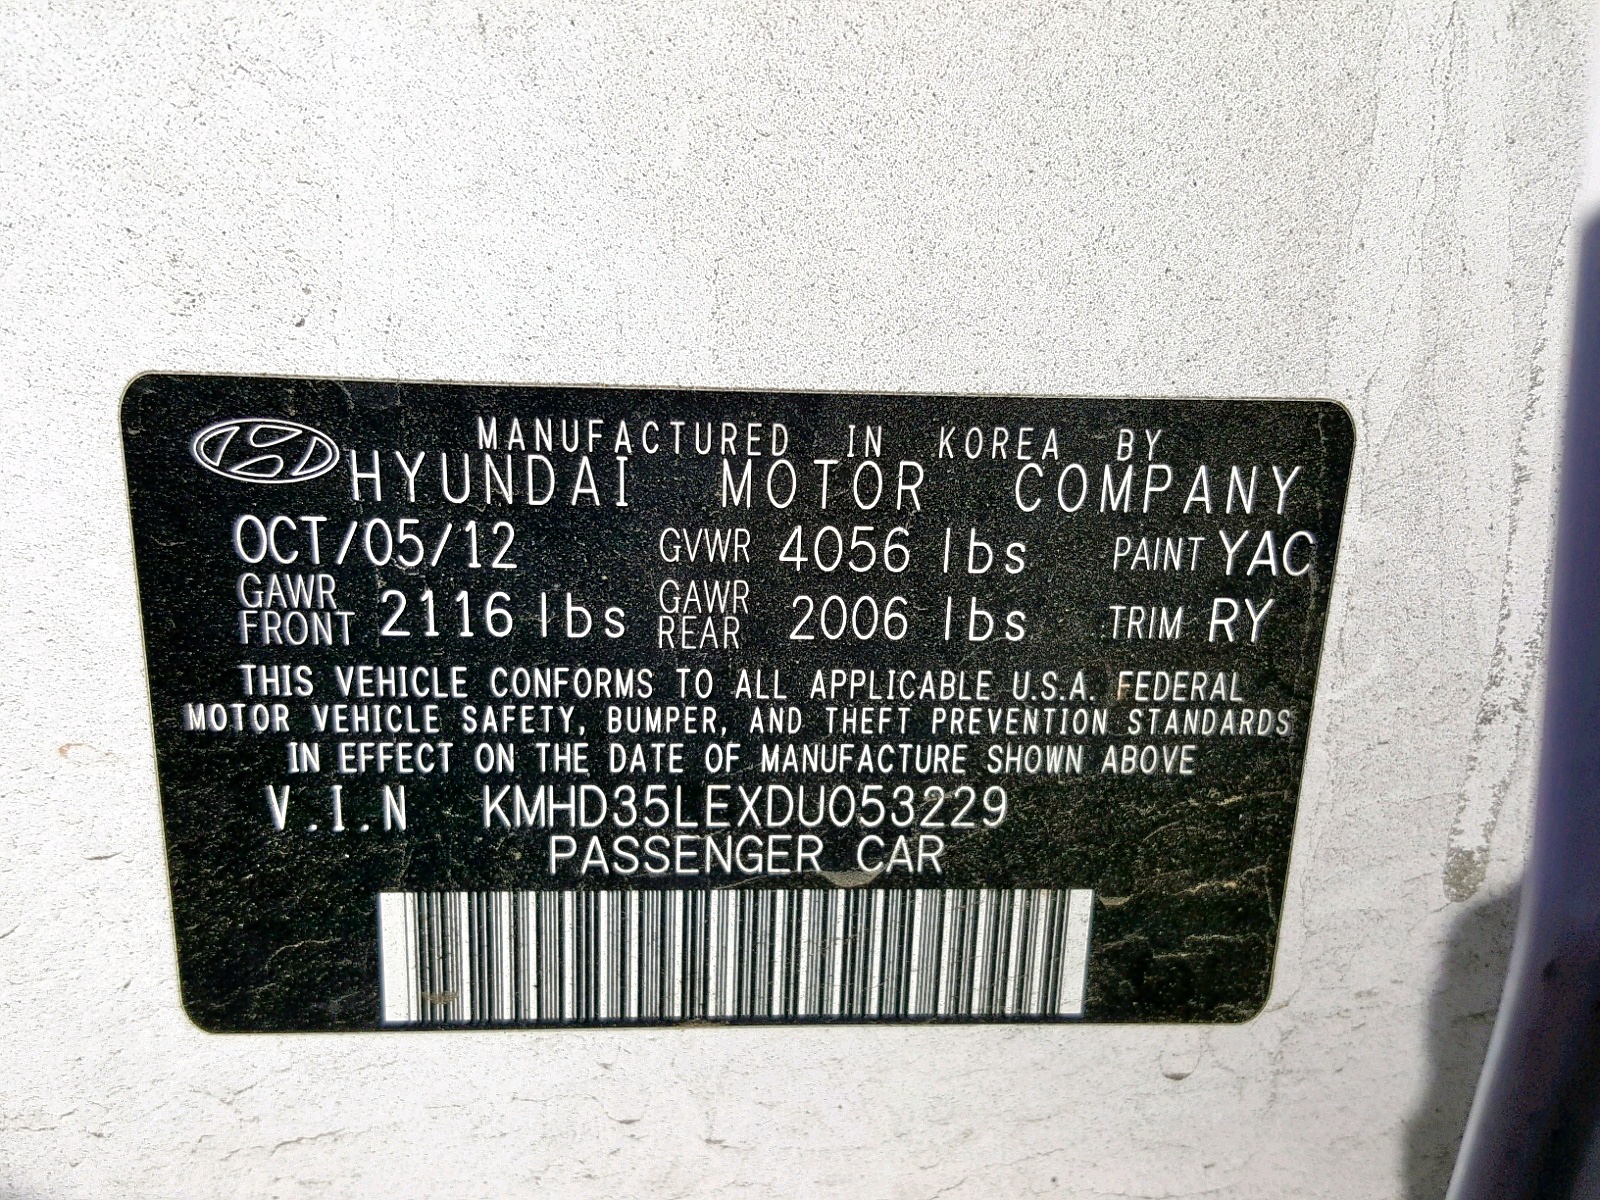 MANUFACTURED IN KOREA BY
HYUNDAI MOTOR COMPANY
OCT/05/12 GVWR 4056 lbs PAINT YAC
GAWR FRONT 2116 lbs GAWR REAR 2006 lbs TRIM RY
THIS VEHICLE CONFORMS TO ALL APPLICABLE U.S.A. FEDERAL
MOTOR VEHICLE SAFETY, BUMPER, AND THEFT PREVENTION STANDARDS
IN EFFECT ON THE DATE OF MANUFACTURE SHOWN ABOVE
V.I.N KMHD35LEXDU053229
PASSENGER CAR